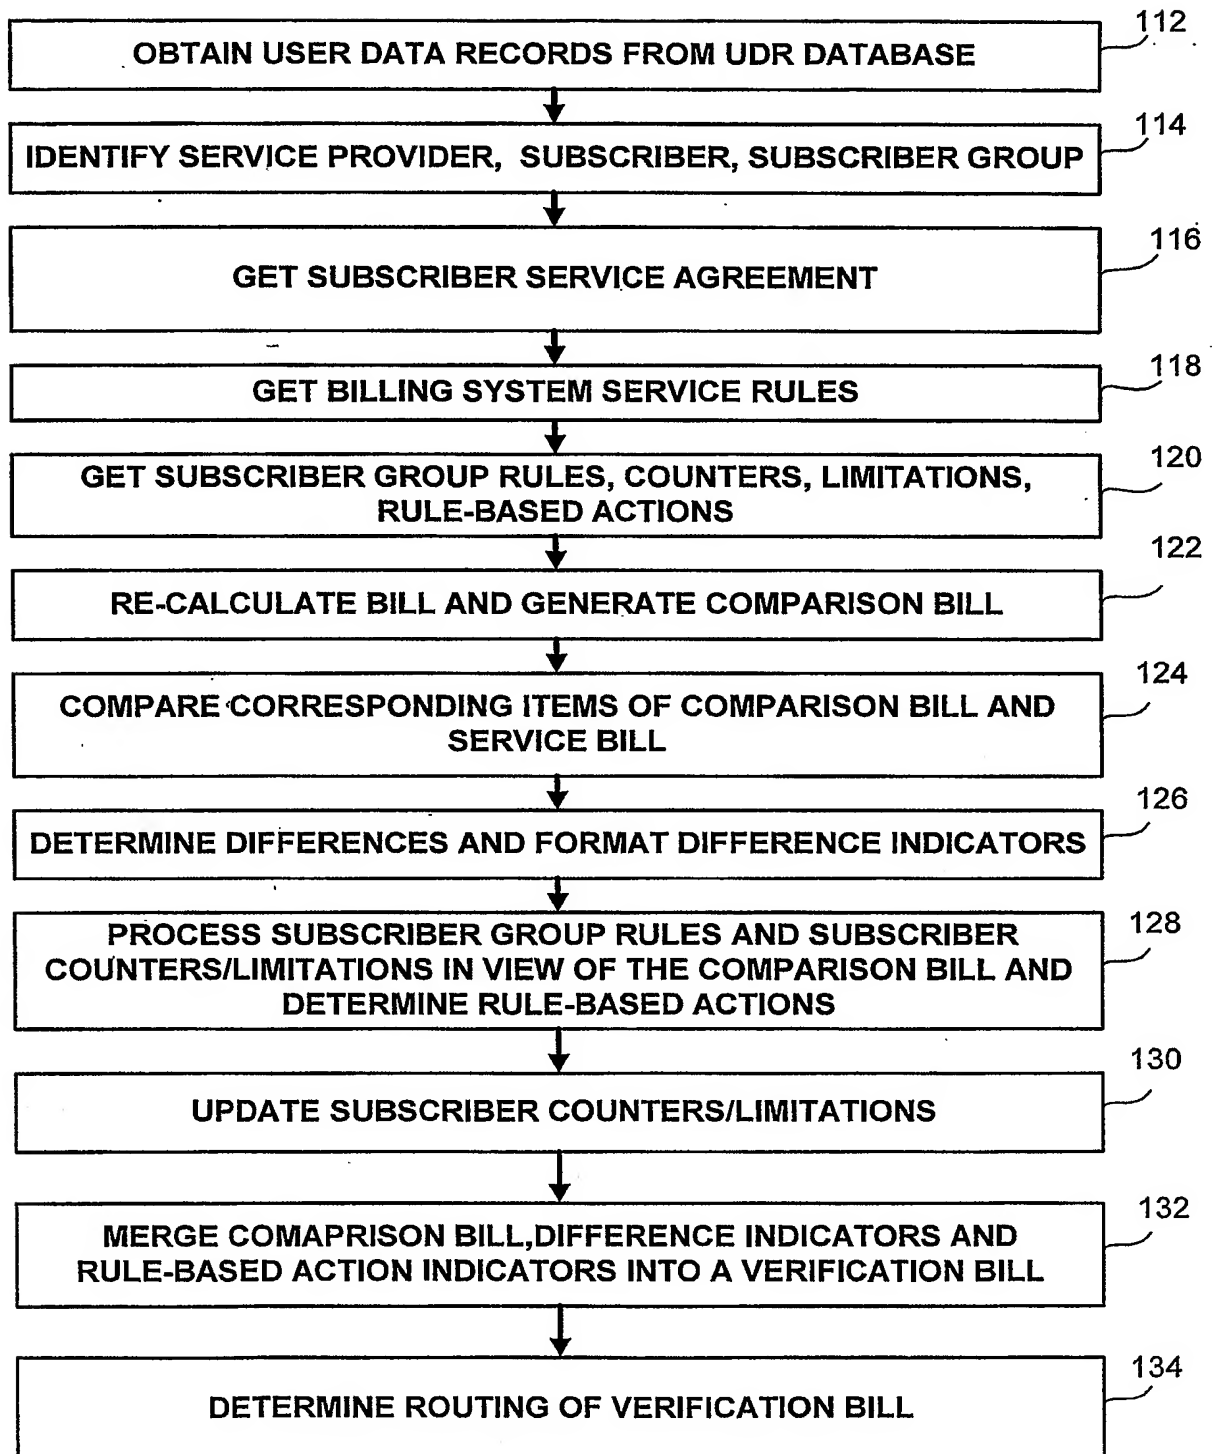 112
OBTAIN USER DATA RECORDS FROM UDR DATABASE
114
IDENTIFY SERVICE PROVIDER, SUBSCRIBER, SUBSCRIBER GROUP
116
GET SUBSCRIBER SERVICE AGREEMENT
118
GET BILLING SYSTEM SERVICE RULES
120
GET SUBSCRIBER GROUP RULES, COUNTERS, LIMITATIONS,
RULE-BASED ACTIONS
122
RE-CALCULATE BILL AND GENERATE COMPARISON BILL
124
COMPARE CORRESPONDING ITEMS OF COMPARISON BILL AND
SERVICE BILL
126
DETERMINE DIFFERENCES AND FORMAT DIFFERENCE INDICATORS
128
PROCESS SUBSCRIBER GROUP RULES AND SUBSCRIBER
COUNTERS/LIMITATIONS IN VIEW OF THE COMPARISON BILL AND
DETERMINE RULE-BASED ACTIONS
130
UPDATE SUBSCRIBER COUNTERS/LIMITATIONS
132
MERGE COMAPRISON BILL,DIFFERENCE INDICATORS AND
RULE-BASED ACTION INDICATORS INTO A VERIFICATION BILL
134
DETERMINE ROUTING OF VERIFICATION BILL